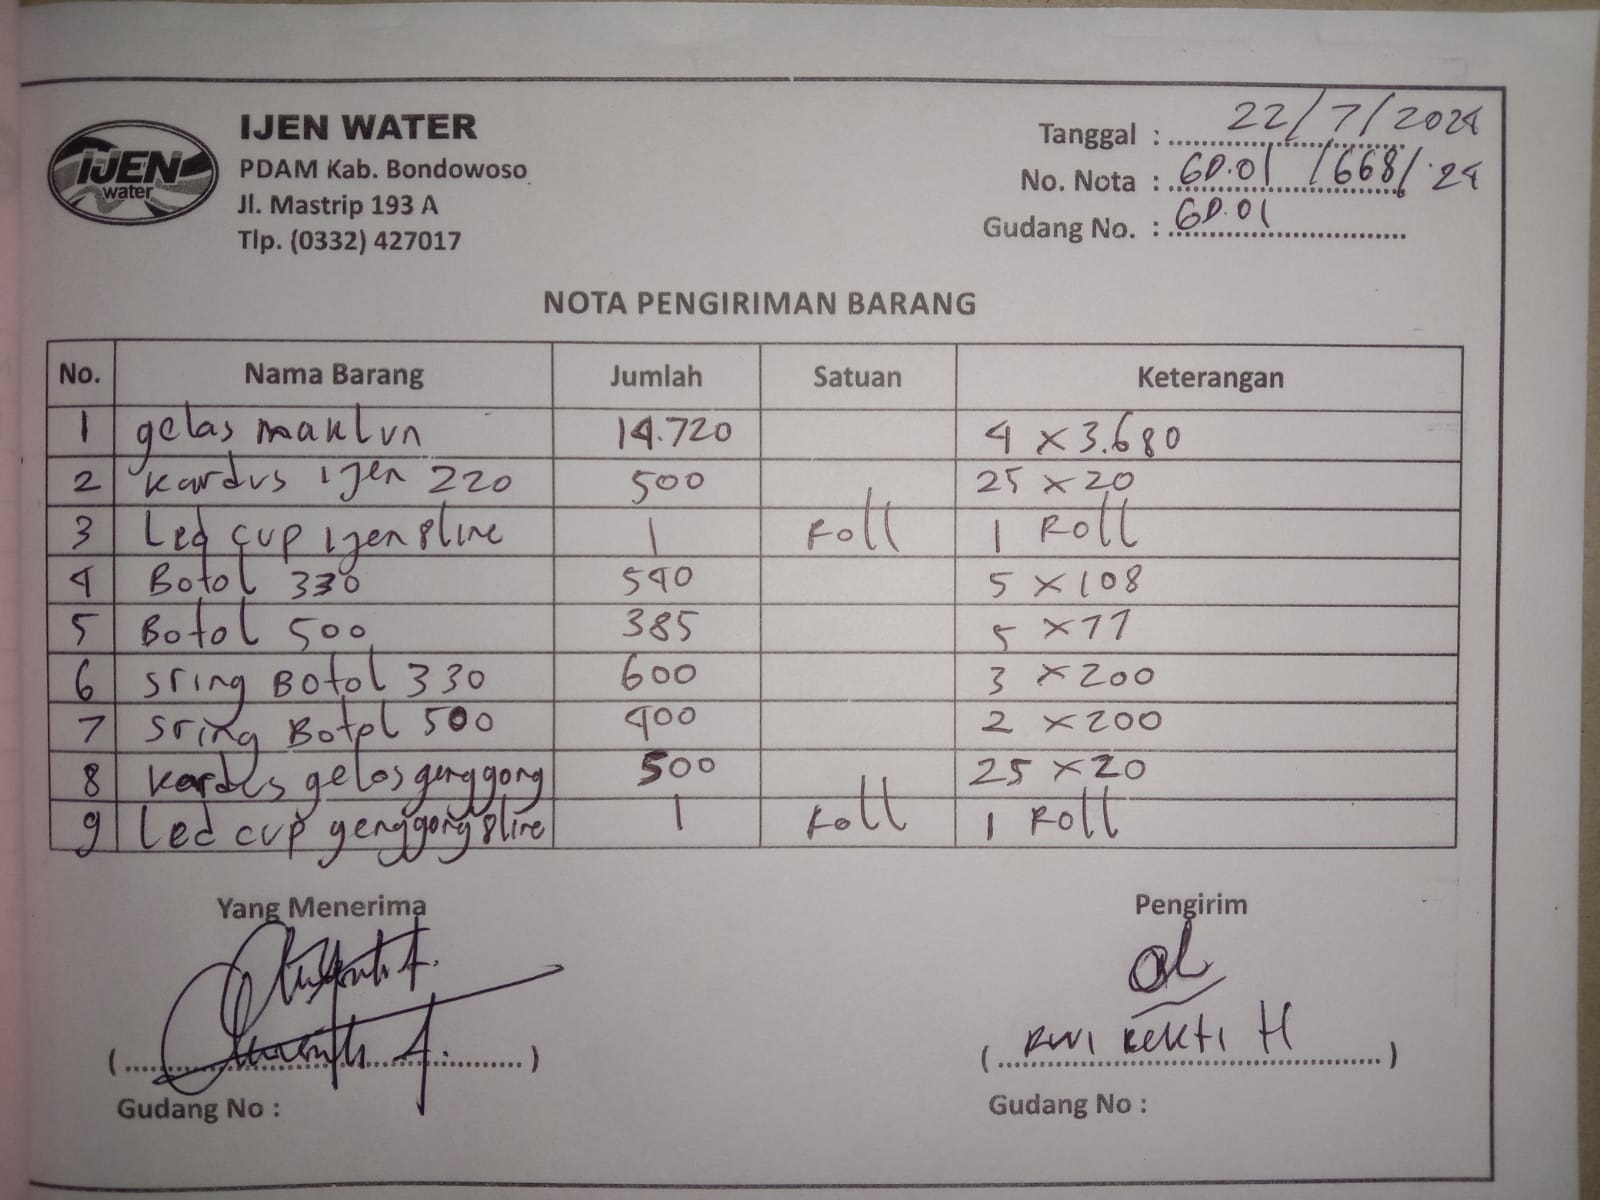 IJEN water
IJEN WATER
PDAM Kab. Bondowoso
Jl. Mastrip 193 A
Tlp. (0332) 427017
Tanggal : 22/7/2024
No. Nota : GD.01 /668/ '24
Gudang No. : GD.01
NOTA PENGIRIMAN BARANG
No. Nama Barang Jumlah Satuan Keterangan
1 gelas maklun 14.720 4 x 3.680
2 kardus ijen 220 500 25 x 20
3 Led cup ijen 8line 1 Roll 1 Roll
4 Botol 330 540 5 x 108
5 Botol 500 385 5 x 77
6 sring Botol 330 600 3 x 200
7 sring Botol 500 400 2 x 200
8 kardus gelas genggong 500 25 x 20
9 Led cup genggong 8line 1 Roll 1 Roll
Yang Menerima Pengirim
( ) ( H )
Gudang No : Gudang No :